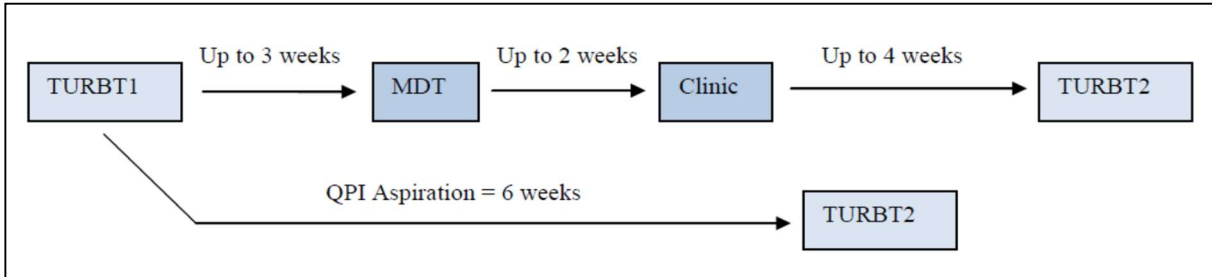 Up to 3 weeks
Up to 2 weeks
Up to 4 weeks
TURBT1
MDT
Clinic
TURBT2
QPI Aspiration = 6 weeks
TURBT2